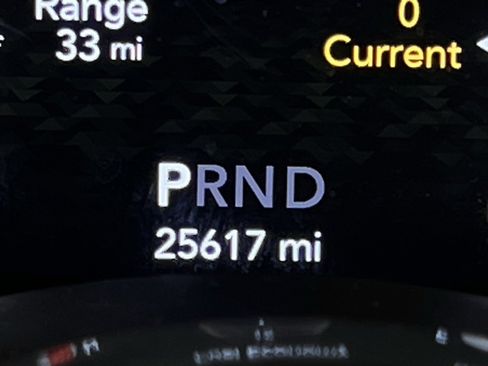 Range
33 mi
0
Current
PRND
25617 mi